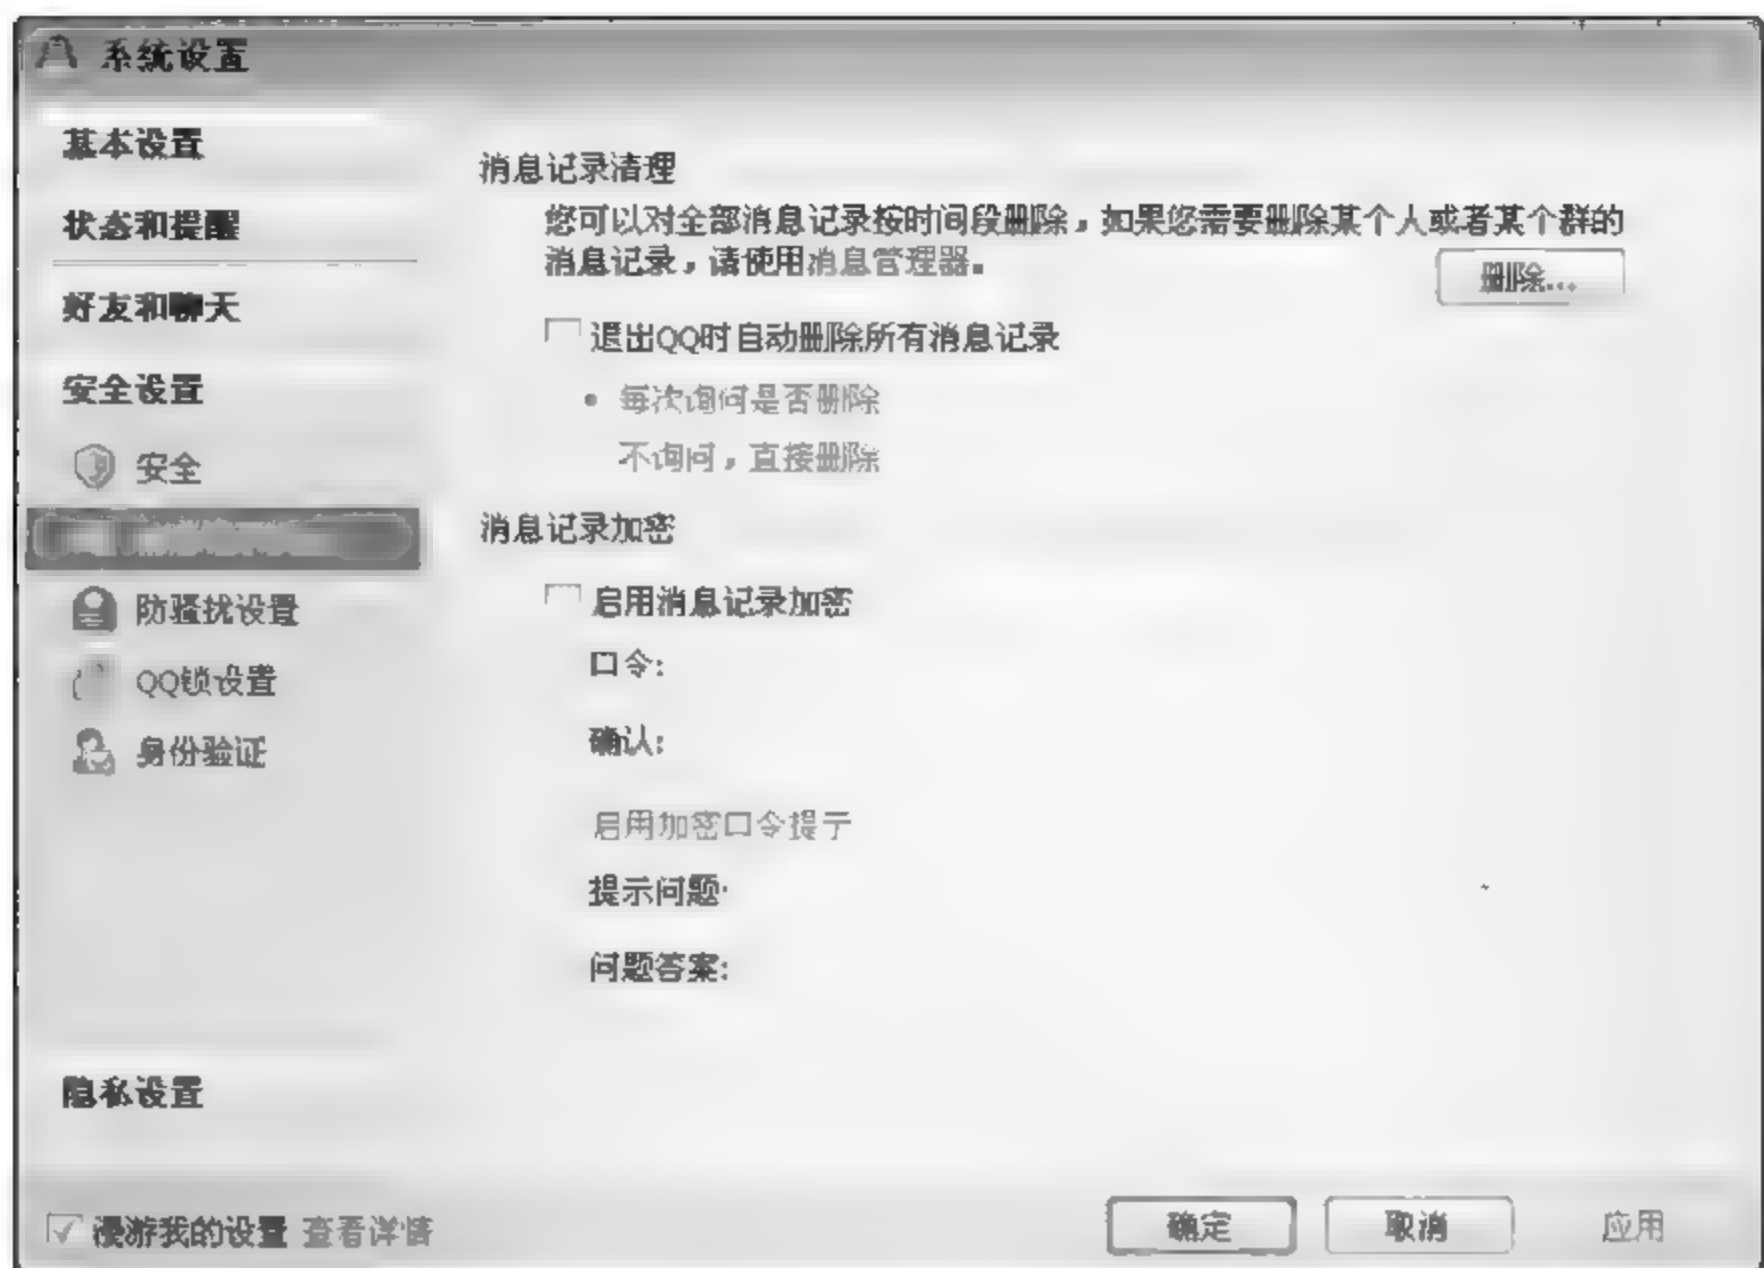 系统设置
基本设置
状态和提醒
好友和聊天
安全设置
安全
防骚扰设置
QQ锁设置
身份验证
隐私设置
消息记录清理
您可以对全部消息记录按时间段删除，如果您需要删除某个人或者某个群的
消息记录，请使用消息管理器。
删除...
退出QQ时自动删除所有消息记录
每次询问是否删除
不询问，直接删除
消息记录加密
启用消息记录加密
口令:
确认:
启用加密口令提示
提示问题:
问题答案:
漫游我的设置 查看详情
确定 取消 应用